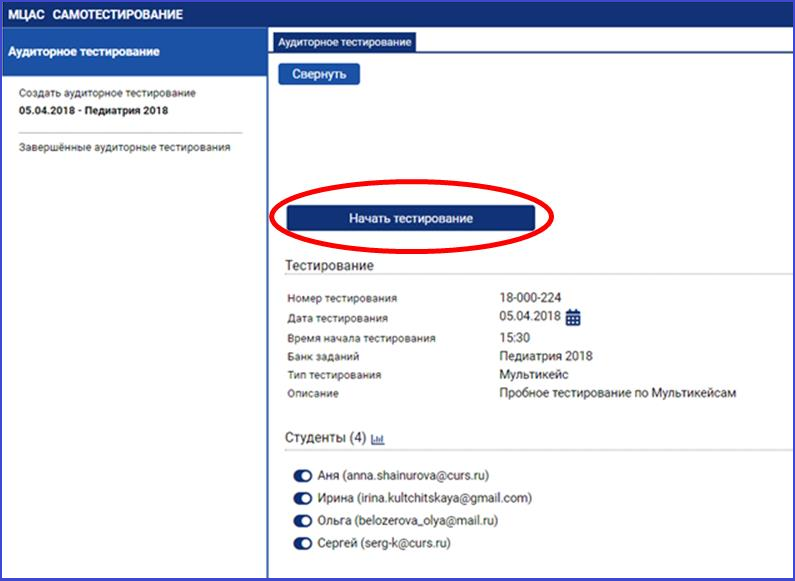 МЦАС САМОТЕСТИРОВАНИЕ
Аудиторное тестирование
Создать аудиторное тестирование
05.04.2018 - Педиатрия 2018
Завершённые аудиторные тестирования
Аудиторное тестирование
Свернуть
Начать тестирование
Тестирование
Номер тестирования 18-000-224
Дата тестирования 05.04.2018
Время начала тестирования 15:30
Банк заданий Педиатрия 2018
Тип тестирования Мультикейс
Описание Пробное тестирование по Мультикейсам
Студенты (4)
Аня (anna.shainurova@curs.ru)
Ирина (irina.kultchitskaya@gmail.com)
Ольга (belozerova_olya@mail.ru)
Сергей (serg-k@curs.ru)